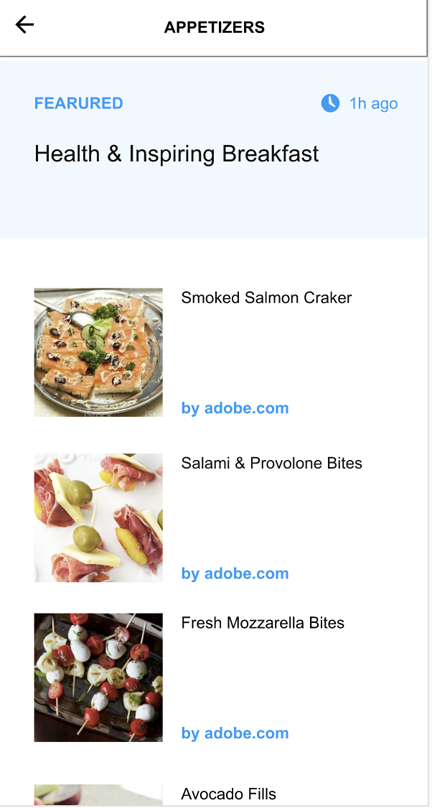 APPETIZERS
FEARURED
1h ago
Health & Inspiring Breakfast
Smoked Salmon Craker
by adobe.com
Salami & Provolone Bites
by adobe.com
Fresh Mozzarella Bites
by adobe.com
Avocado Fills